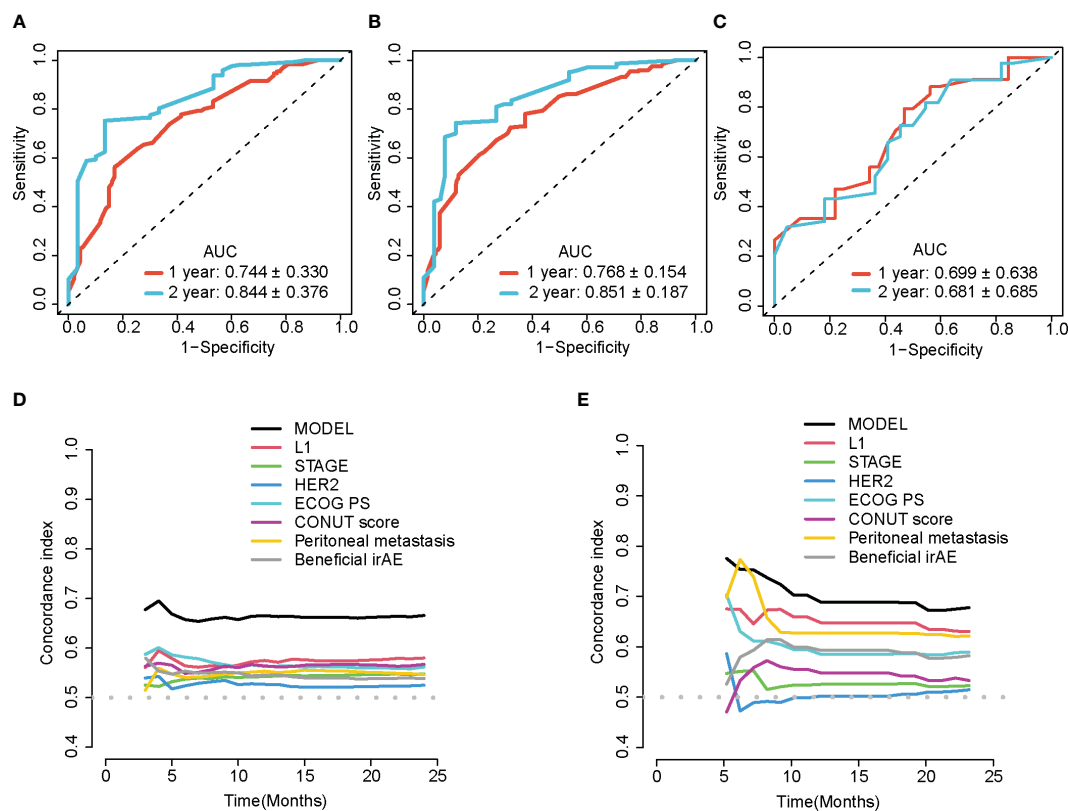 A
Sensitivity
1.0
0.8
0.6
0.4
0.2
0.0
AUC
1 year: 0.744 ± 0.330
2 year: 0.844 ± 0.376
0.0 0.2 0.4 0.6 0.8 1.0
1−Specificity
B
Sensitivity
1.0
0.8
0.6
0.4
0.2
0.0
AUC
1 year: 0.768 ± 0.154
2 year: 0.851 ± 0.187
0.0 0.2 0.4 0.6 0.8 1.0
1−Specificity
C
Sensitivity
1.0
0.8
0.6
0.4
0.2
0.0
AUC
1 year: 0.699 ± 0.638
2 year: 0.681 ± 0.685
0.0 0.2 0.4 0.6 0.8 1.0
1−Specificity
D
MODEL
L1
STAGE
HER2
ECOG PS
CONUT score
Peritoneal metastasis
Beneficial irAE
Concordance index
1.0
0.9
0.8
0.7
0.6
0.5
0.4
0 5 10 15 20 25
Time(Months)
E
MODEL
L1
STAGE
HER2
ECOG PS
CONUT score
Peritoneal metastasis
Beneficial irAE
Concordance index
1.0
0.9
0.8
0.7
0.6
0.5
0.4
0 5 10 15 20 25
Time(Months)